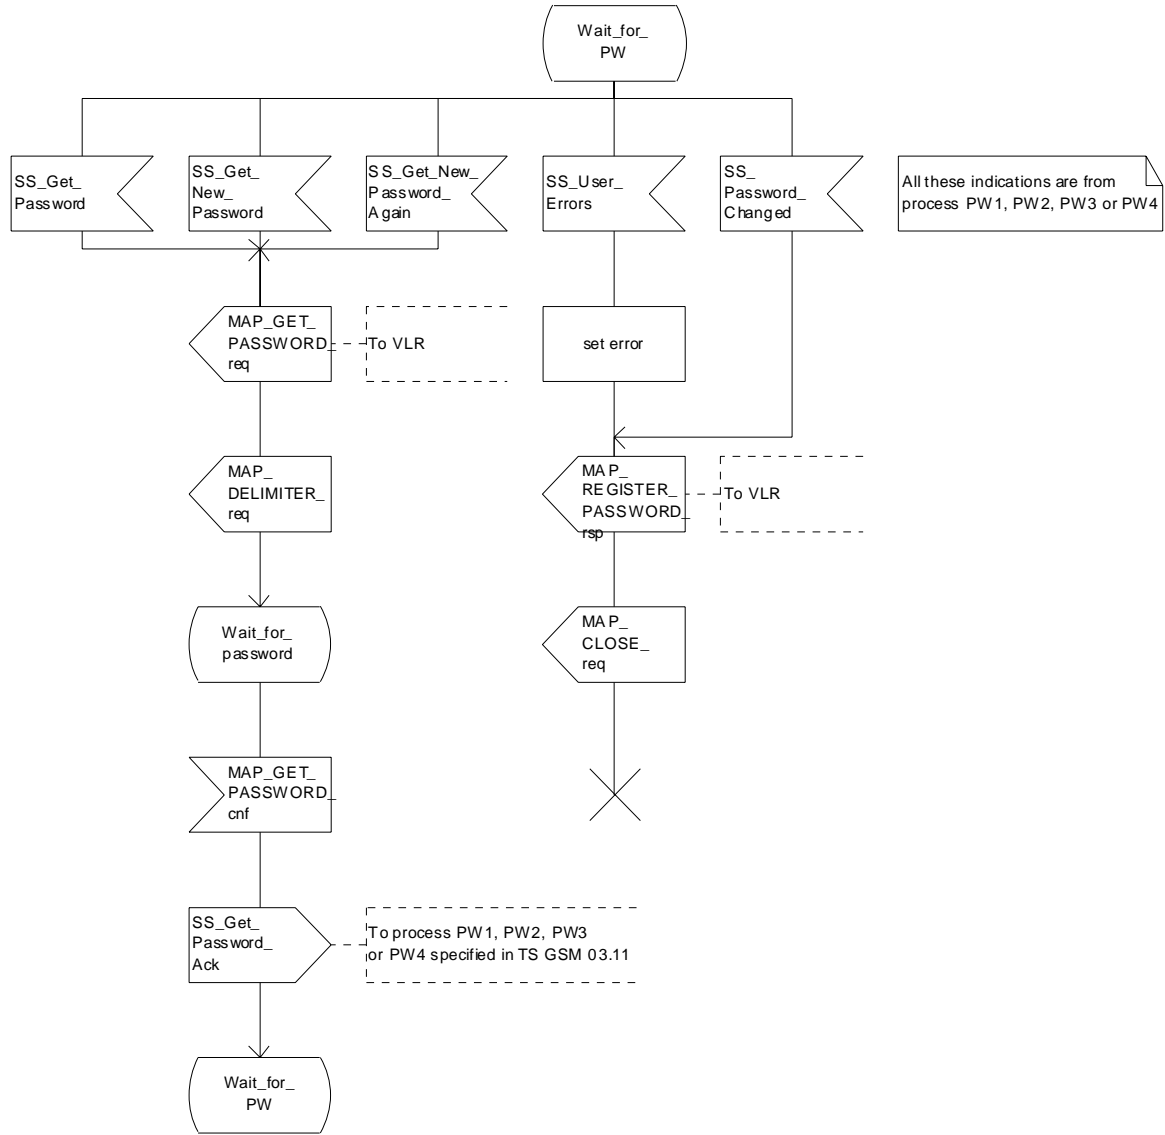 Wait_for_
PW
SS_Get_
Password
SS_Get_
New_
Password
SS_Get_New_
Password_
Again
SS_User_
Errors
SS_
Password_
Changed
All these indications are from
process PW1, PW2, PW3 or PW4
MAP_GET_
PASSWORD_
req
To VLR
set error
MAP_
DELIMITER_
req
MAP_
REGISTER_
PASSWORD_
rsp
To VLR
Wait_for_
password
MAP_
CLOSE_
req
MAP_GET_
PASSWORD_
cnf
SS_Get_
Password_
Ack
To process PW1, PW2, PW3
or PW4 specified in TS GSM 03.11
Wait_for_
PW